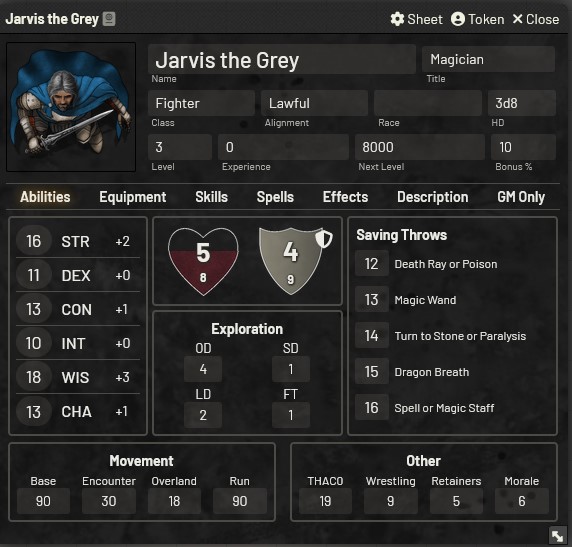 Jarvis the Grey Sheet Token Close
Jarvis the Grey Magician
Name Title
Fighter Lawful 3d8
Class Alignment Race HD
3 0 8000 10
Level Experience Next Level Bonus %
Abilities Equipment Skills Spells Effects Description GM Only
16 STR +2
11 DEX +0
13 CON +1
10 INT +0
18 WIS +3
13 CHA +1
5
8
4
9
Exploration
OD SD
4 1
LD FT
2 1
Saving Throws
12 Death Ray or Poison
13 Magic Wand
14 Turn to Stone or Paralysis
15 Dragon Breath
16 Spell or Magic Staff
Movement
Base Encounter Overland Run
90 30 18 90
Other
THAC0 Wrestling Retainers Morale
19 9 5 6